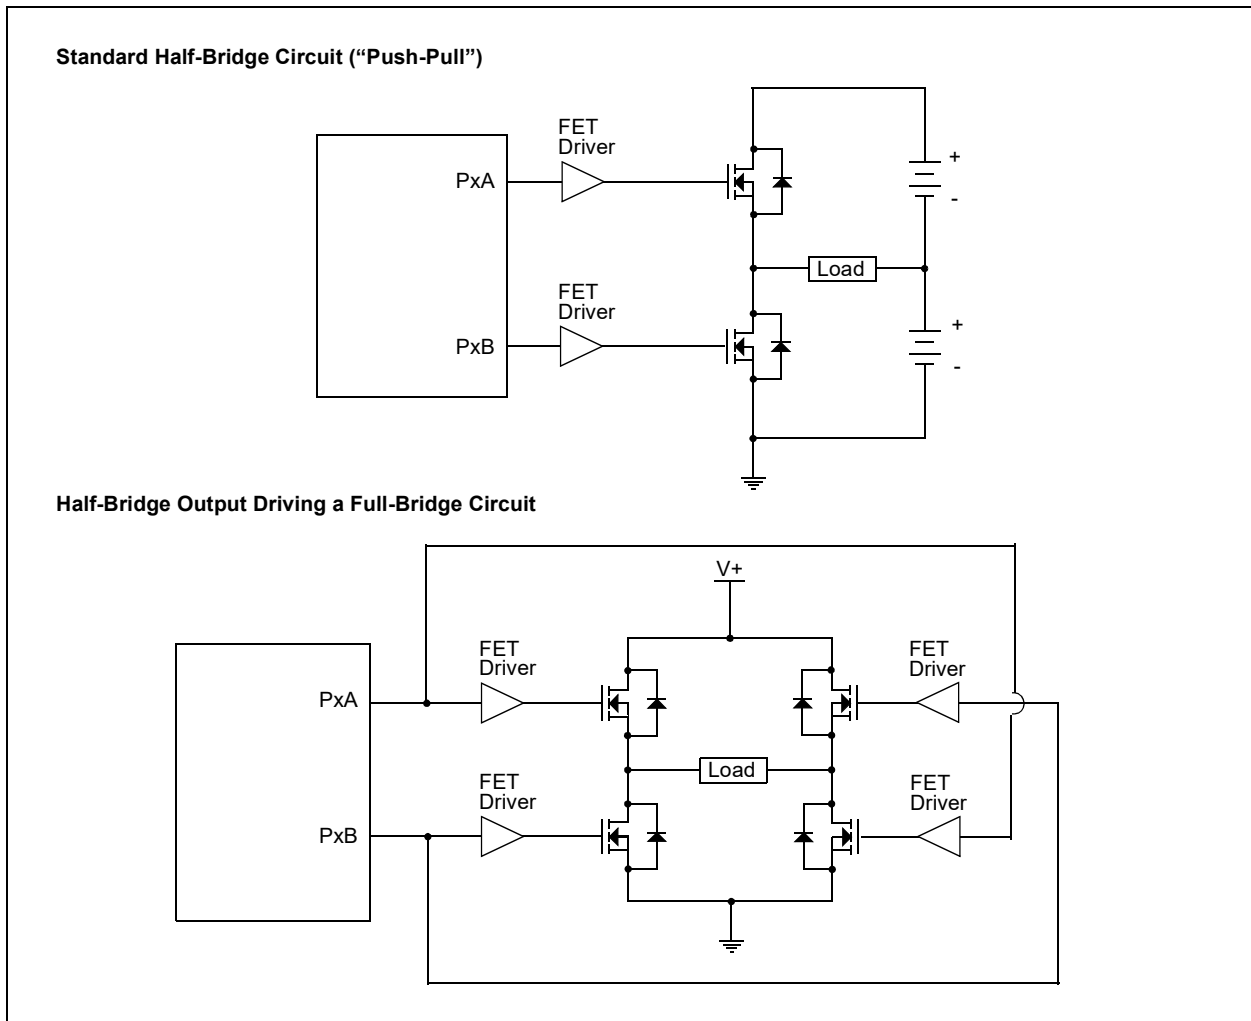 Standard Half-Bridge Circuit (“Push-Pull”)
FET
Driver
PxA
+
-
Load
FET
Driver
PxB
+
-
Half-Bridge Output Driving a Full-Bridge Circuit
V+
FET
Driver
FET
Driver
PxA
Load
FET
Driver
FET
Driver
PxB